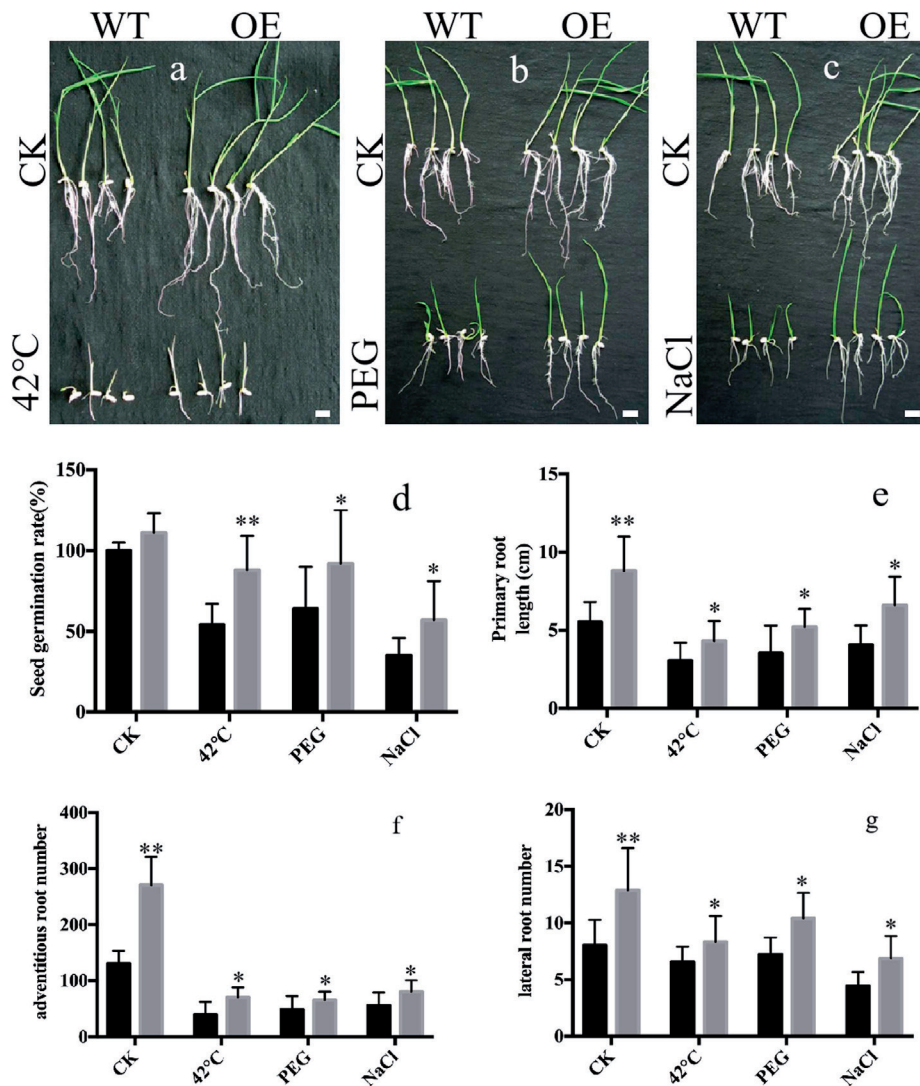 WT OE WT OE WT OE
a b c
CK CK CK
42°C PEG NaCl
150
100
50
0
Seed germination rate(%)
d
**
*
*
CK 42°C PEG NaCl
15
10
5
0
Primary root
length (cm)
e
**
*
*
*
CK 42°C PEG NaCl
400
300
200
100
0
adventitious root number
f
**
*
*
*
CK 42°C PEG NaCl
20
15
10
5
0
lateral root number
g
**
*
*
*
CK 42°C PEG NaCl